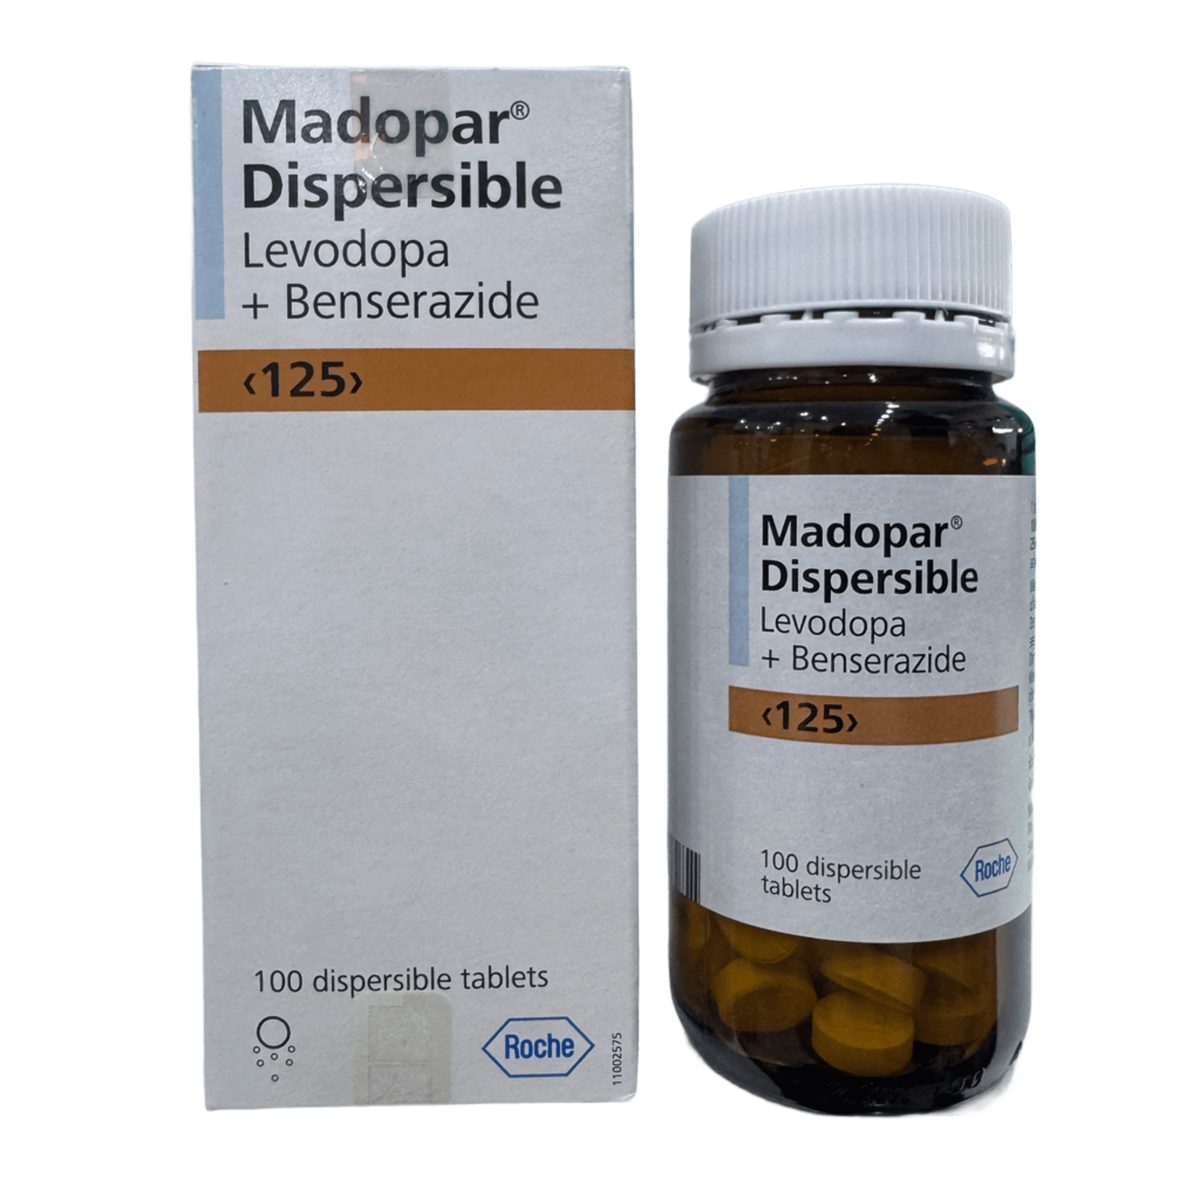 Madopar®
Dispersible
Levodopa
+ Benserazide
‹125›
100 dispersible tablets
Roche
11002575
Madopar®
Dispersible
Levodopa
+ Benserazide
‹125›
100 dispersible
tablets
Roche